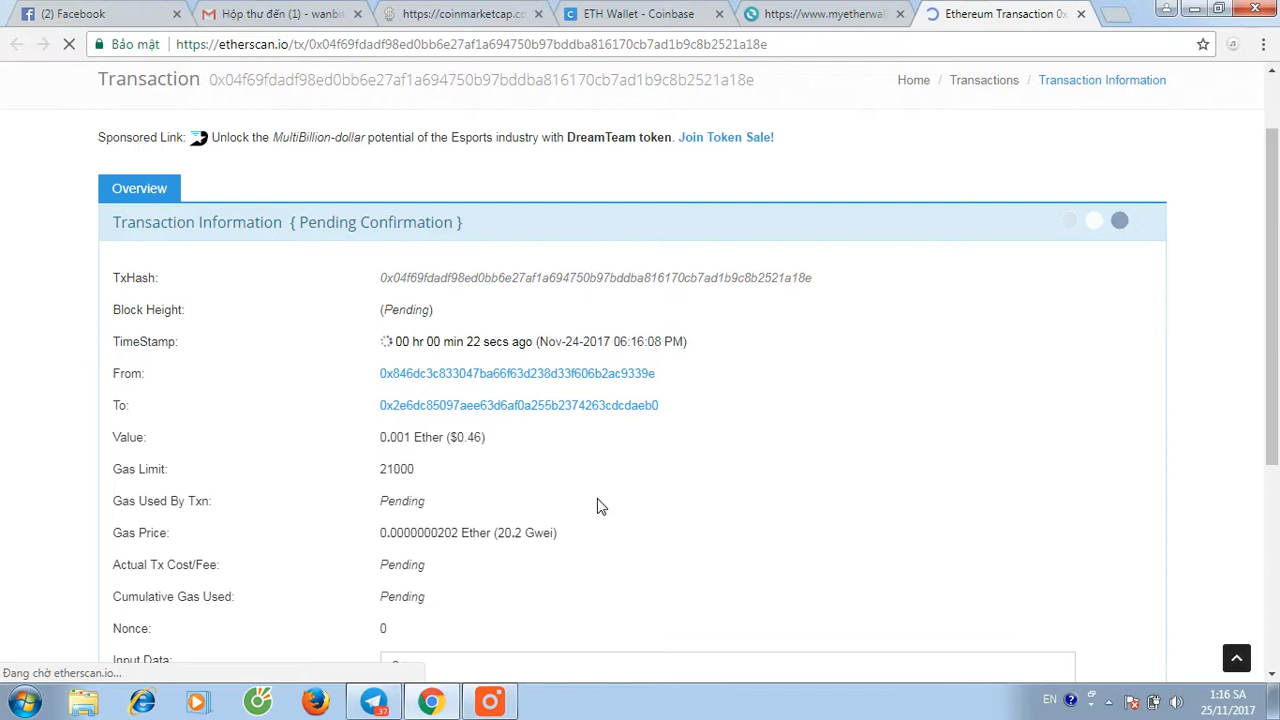 (2) Facebook
Hộp thư đến (1) - wanbit
https://coinmarketcap.cc
ETH Wallet - Coinbase
https://www.myetherwal
Ethereum Transaction 0x
Bảo mật
https://etherscan.io/tx/0x04f69fdadf98ed0bb6e27af1a694750b97bddba816170cb7ad1b9c8b2521a18e
Transaction 0x04f69fdadf98ed0bb6e27af1a694750b97bddba816170cb7ad1b9c8b2521a18e
Home / Transactions / Transaction Information
Sponsored Link: Unlock the MultiBillion-dollar potential of the Esports industry with DreamTeam token. Join Token Sale!
Overview
Transaction Information { Pending Confirmation }
TxHash: 0x04f69fdadf98ed0bb6e27af1a694750b97bddba816170cb7ad1b9c8b2521a18e
Block Height: (Pending)
TimeStamp: 00 hr 00 min 22 secs ago (Nov-24-2017 06:16:08 PM)
From: 0x846dc3c833047ba66f63d238d33f606b2ac9339e
To: 0x2e6dc85097aee63d6af0a255b2374263cdcdaeb0
Value: 0.001 Ether ($0.46)
Gas Limit: 21000
Gas Used By Txn: Pending
Gas Price: 0.0000000202 Ether (20.2 Gwei)
Actual Tx Cost/Fee: Pending
Cumulative Gas Used: Pending
Nonce: 0
Input Data:
Đang chờ etherscan.io...
37
EN
1:16 SA
25/11/2017